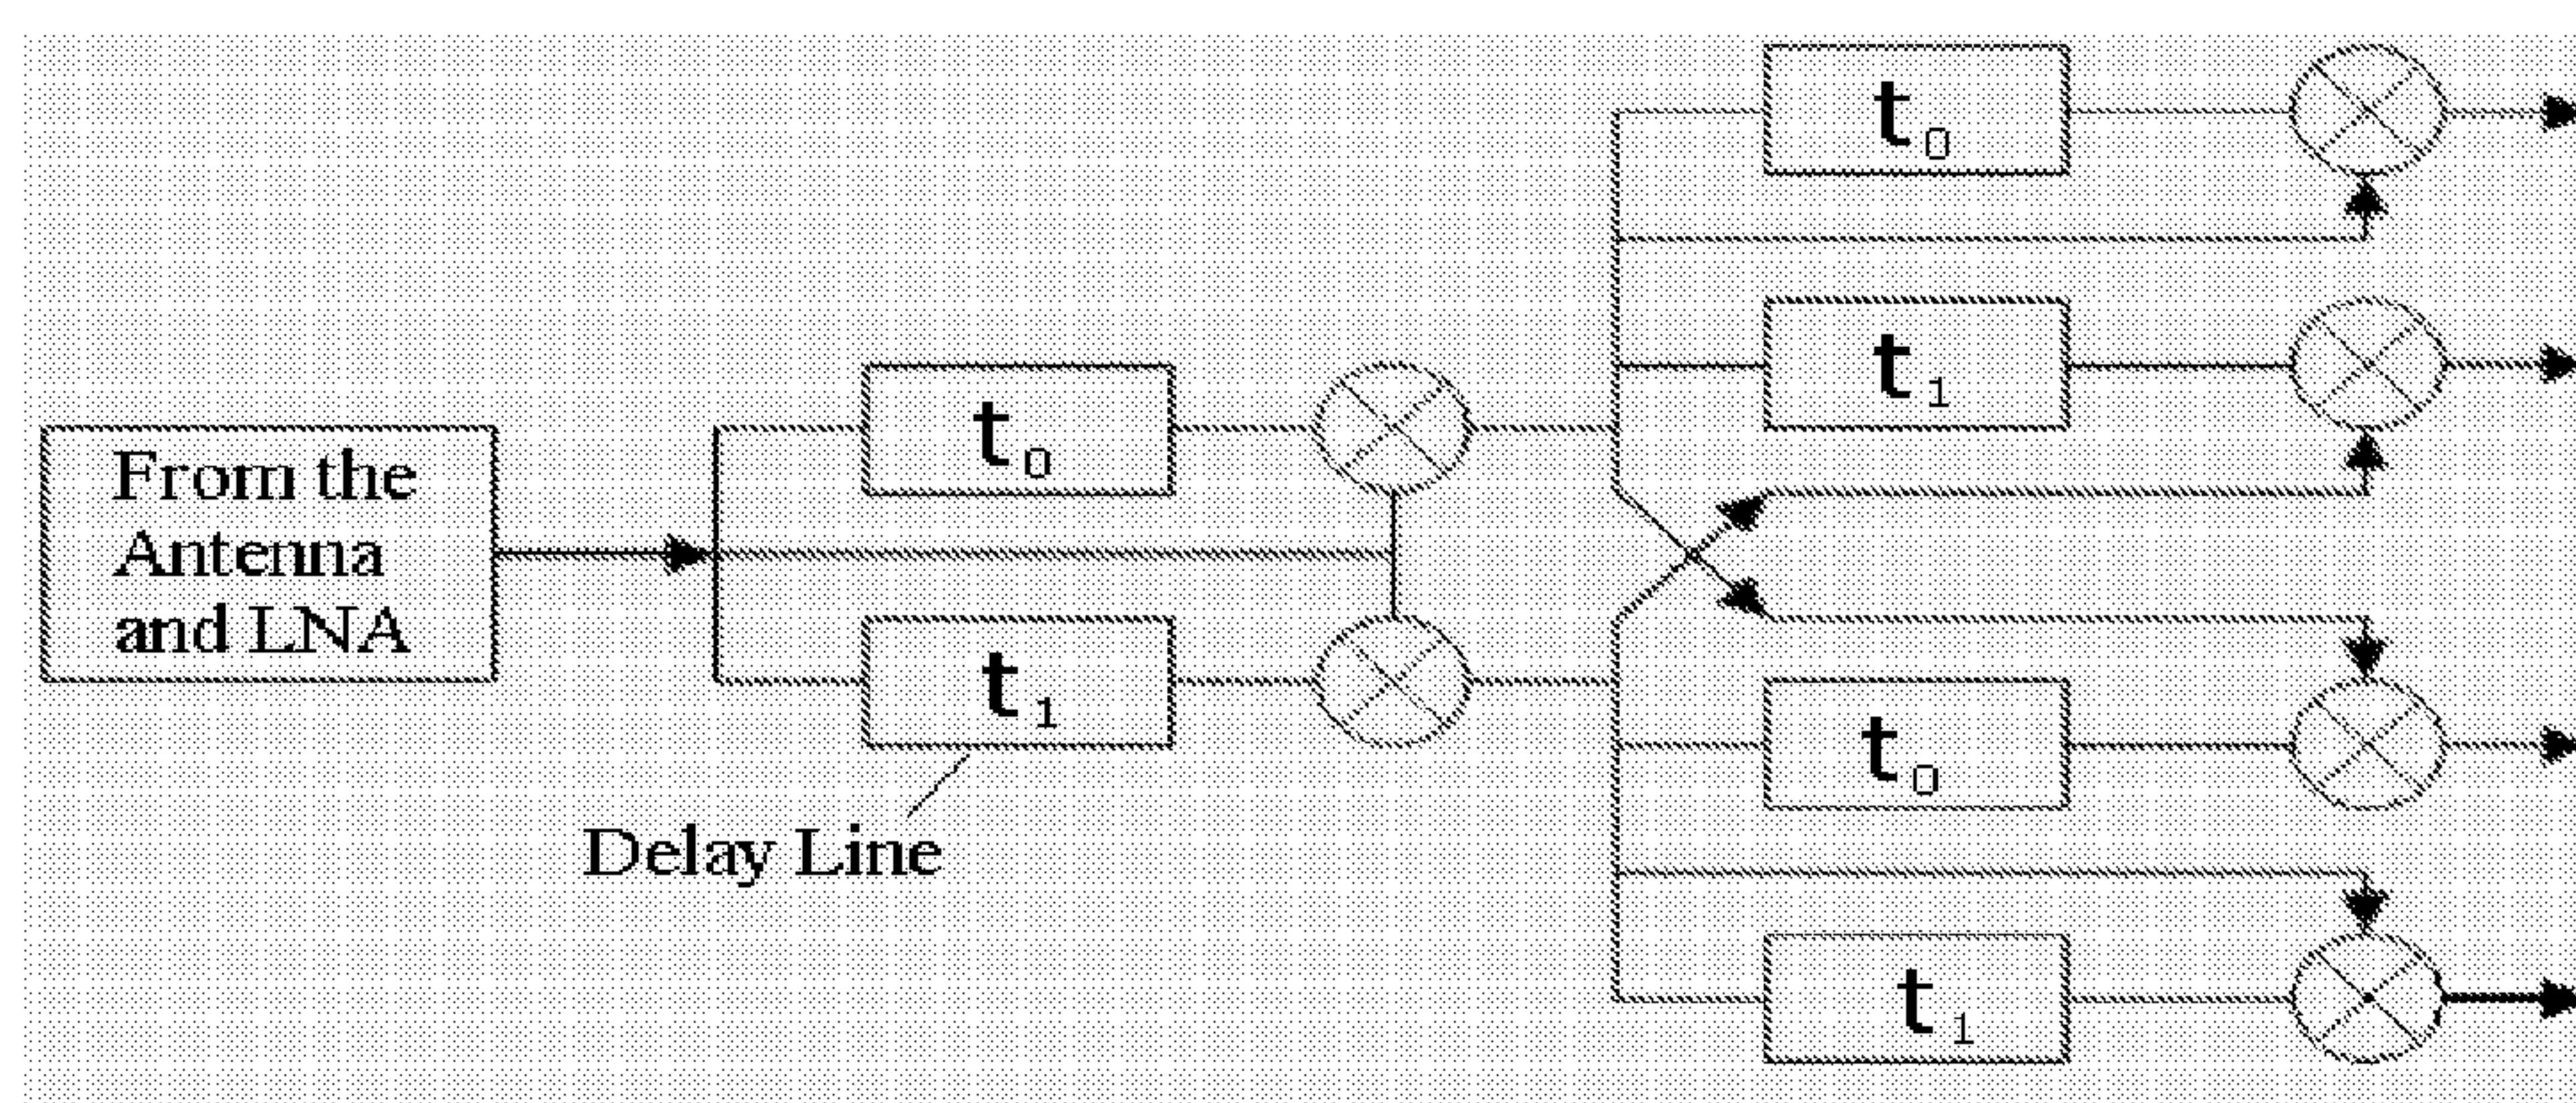 t0
t1
t0
From the
Antenna
and LNA
t1
t0
Delay Line
t1